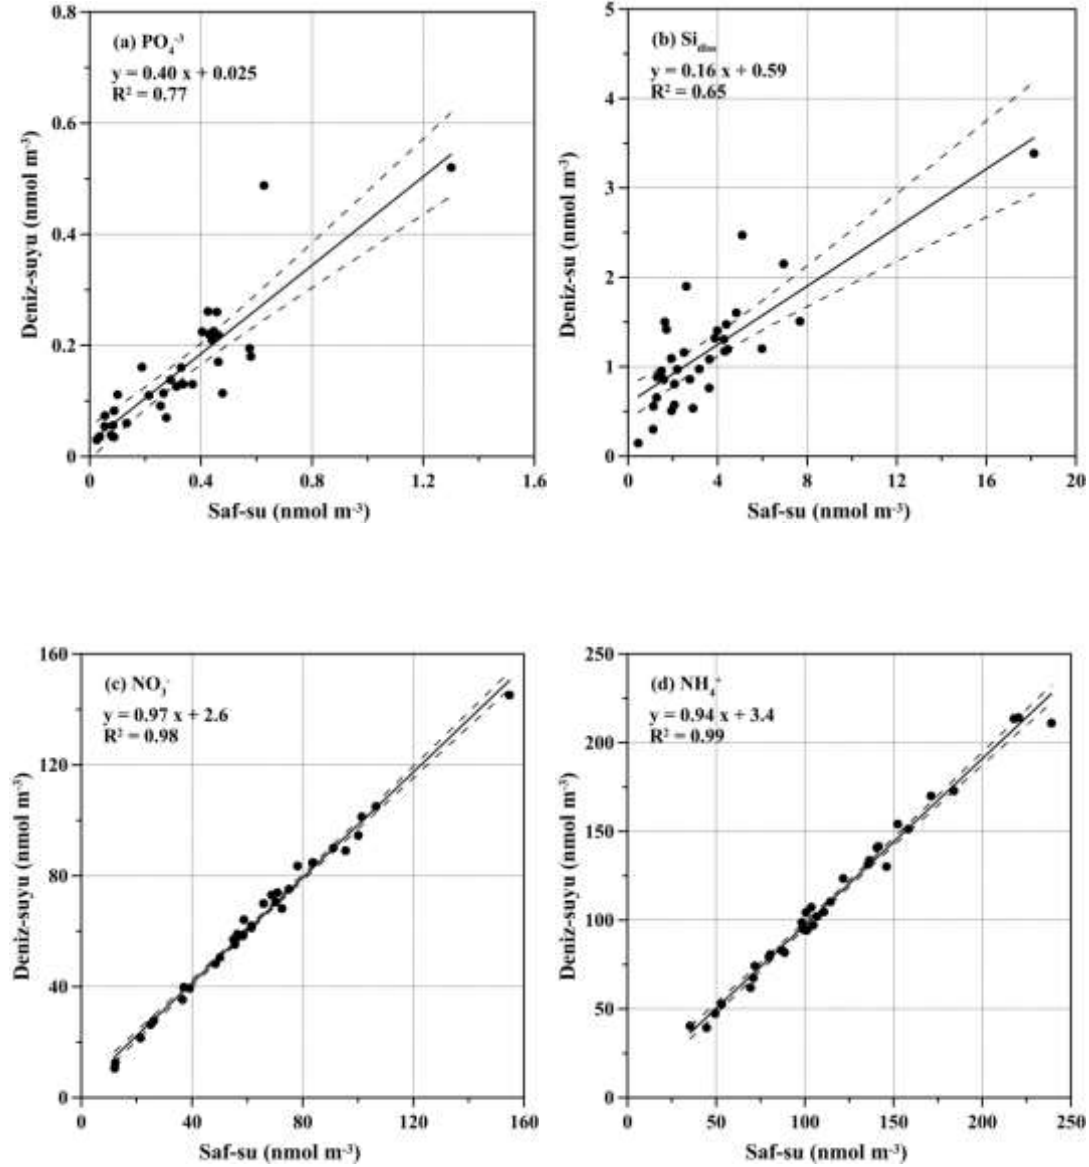 (a) PO₄⁻³
y = 0.40 x + 0.025
R² = 0.77
0.8
0.6
0.4
0.2
0
0 0.4 0.8 1.2 1.6
Deniz-suyu (nmol m⁻³)
Saf-su (nmol m⁻³)
(b) Si_diss
y = 0.16 x + 0.59
R² = 0.65
5
4
3
2
1
0
0 4 8 12 16 20
Deniz-su (nmol m⁻³)
Saf-su (nmol m⁻³)
(c) NO₃⁻
y = 0.97 x + 2.6
R² = 0.98
160
120
80
40
0
0 40 80 120 160
Deniz-suyu (nmol m⁻³)
Saf-su (nmol m⁻³)
(d) NH₄⁺
y = 0.94 x + 3.4
R² = 0.99
250
200
150
100
50
0
0 50 100 150 200 250
Deniz-suyu (nmol m⁻³)
Saf-su (nmol m⁻³)